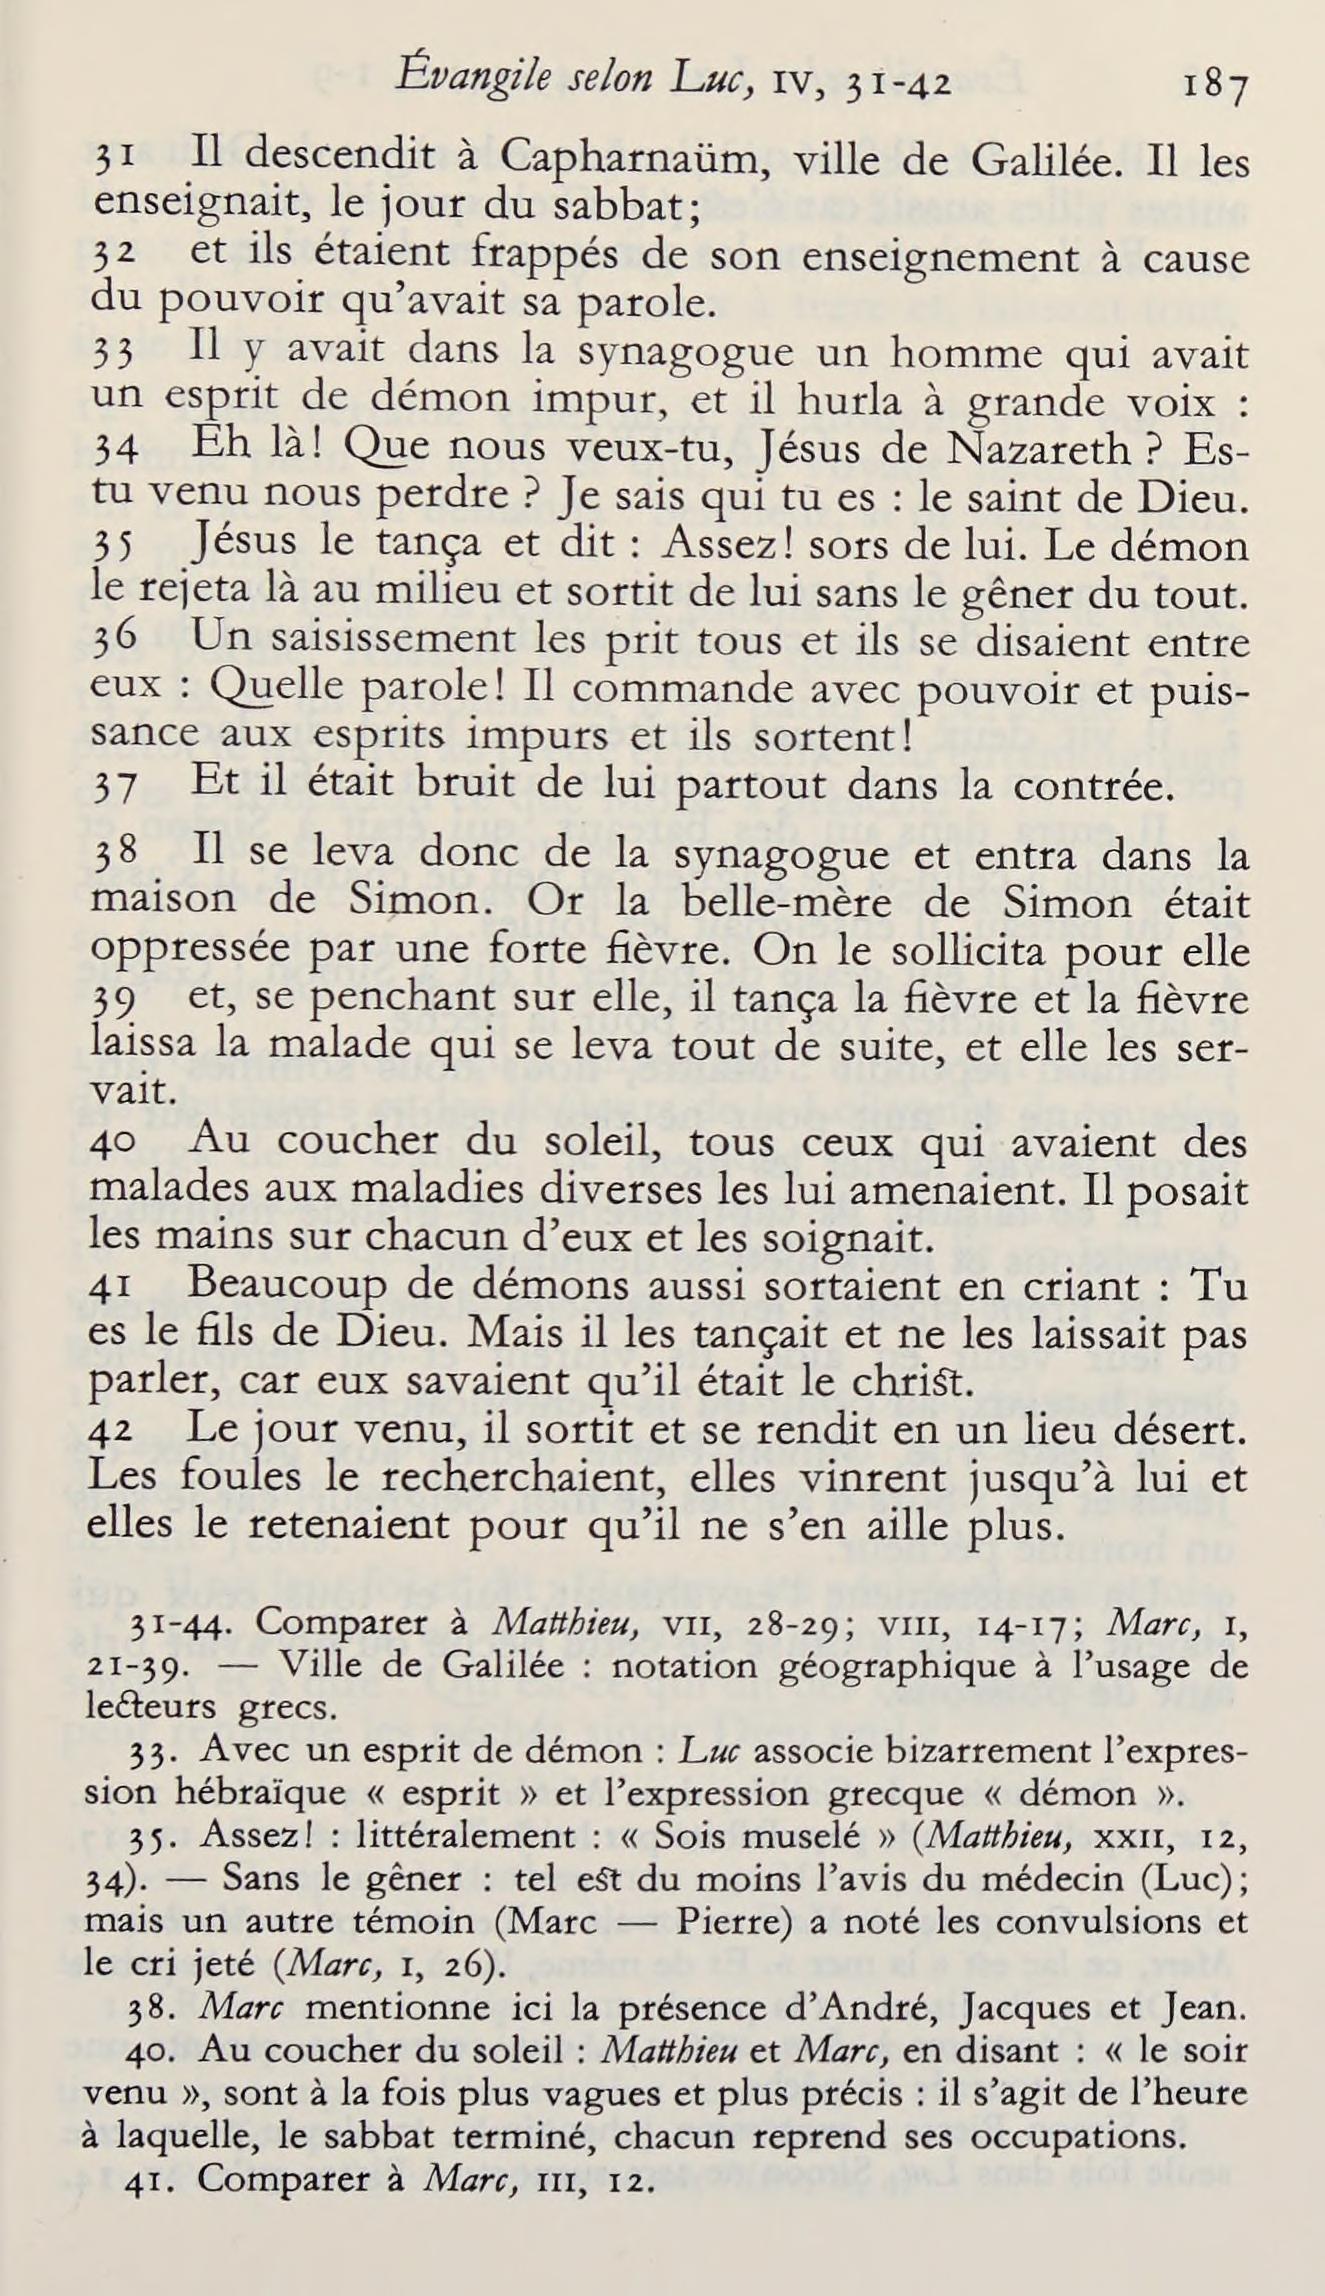 Évangile selon Luc, IV, 31-42 187
31 Il descendit à Capharnaüm, ville de Galilée. Il les
enseignait, le jour du sabbat;
32 et ils étaient frappés de son enseignement à cause
du pouvoir qu'avait sa parole.
33 Il y avait dans la synagogue un homme qui avait
un esprit de démon impur, et il hurla à grande voix :
34 Eh là! Que nous veux-tu, Jésus de Nazareth ? Es-
tu venu nous perdre ? Je sais qui tu es : le saint de Dieu.
35 Jésus le tança et dit : Assez! sors de lui. Le démon
le rejeta là au milieu et sortit de lui sans le gêner du tout.
36 Un saisissement les prit tous et ils se disaient entre
eux : Quelle parole! Il commande avec pouvoir et puis-
sance aux esprits impurs et ils sortent!
37 Et il était bruit de lui partout dans la contrée.
38 Il se leva donc de la synagogue et entra dans la
maison de Simon. Or la belle-mère de Simon était
oppressée par une forte fièvre. On le sollicita pour elle
39 et, se penchant sur elle, il tança la fièvre et la fièvre
laissa la malade qui se leva tout de suite, et elle les ser-
vait.
40 Au coucher du soleil, tous ceux qui avaient des
malades aux maladies diverses les lui amenaient. Il posait
les mains sur chacun d'eux et les soignait.
41 Beaucoup de démons aussi sortaient en criant : Tu
es le fils de Dieu. Mais il les tançait et ne les laissait pas
parler, car eux savaient qu'il était le christ.
42 Le jour venu, il sortit et se rendit en un lieu désert.
Les foules le recherchaient, elles vinrent jusqu'à lui et
elles le retenaient pour qu'il ne s'en aille plus.
31-44. Comparer à Matthieu, VII, 28-29; VIII, 14-17; Marc, I,
21-39. — Ville de Galilée : notation géographique à l'usage de
lecteurs grecs.
33. Avec un esprit de démon : Luc associe bizarrement l'expres-
sion hébraïque « esprit » et l'expression grecque « démon ».
35. Assez! : littéralement : « Sois muselé » (Matthieu, XXII, 12,
34). — Sans le gêner : tel est du moins l'avis du médecin (Luc);
mais un autre témoin (Marc — Pierre) a noté les convulsions et
le cri jeté (Marc, I, 26).
38. Marc mentionne ici la présence d'André, Jacques et Jean.
40. Au coucher du soleil : Matthieu et Marc, en disant : « le soir
venu », sont à la fois plus vagues et plus précis : il s'agit de l'heure
à laquelle, le sabbat terminé, chacun reprend ses occupations.
41. Comparer à Marc, III, 12.